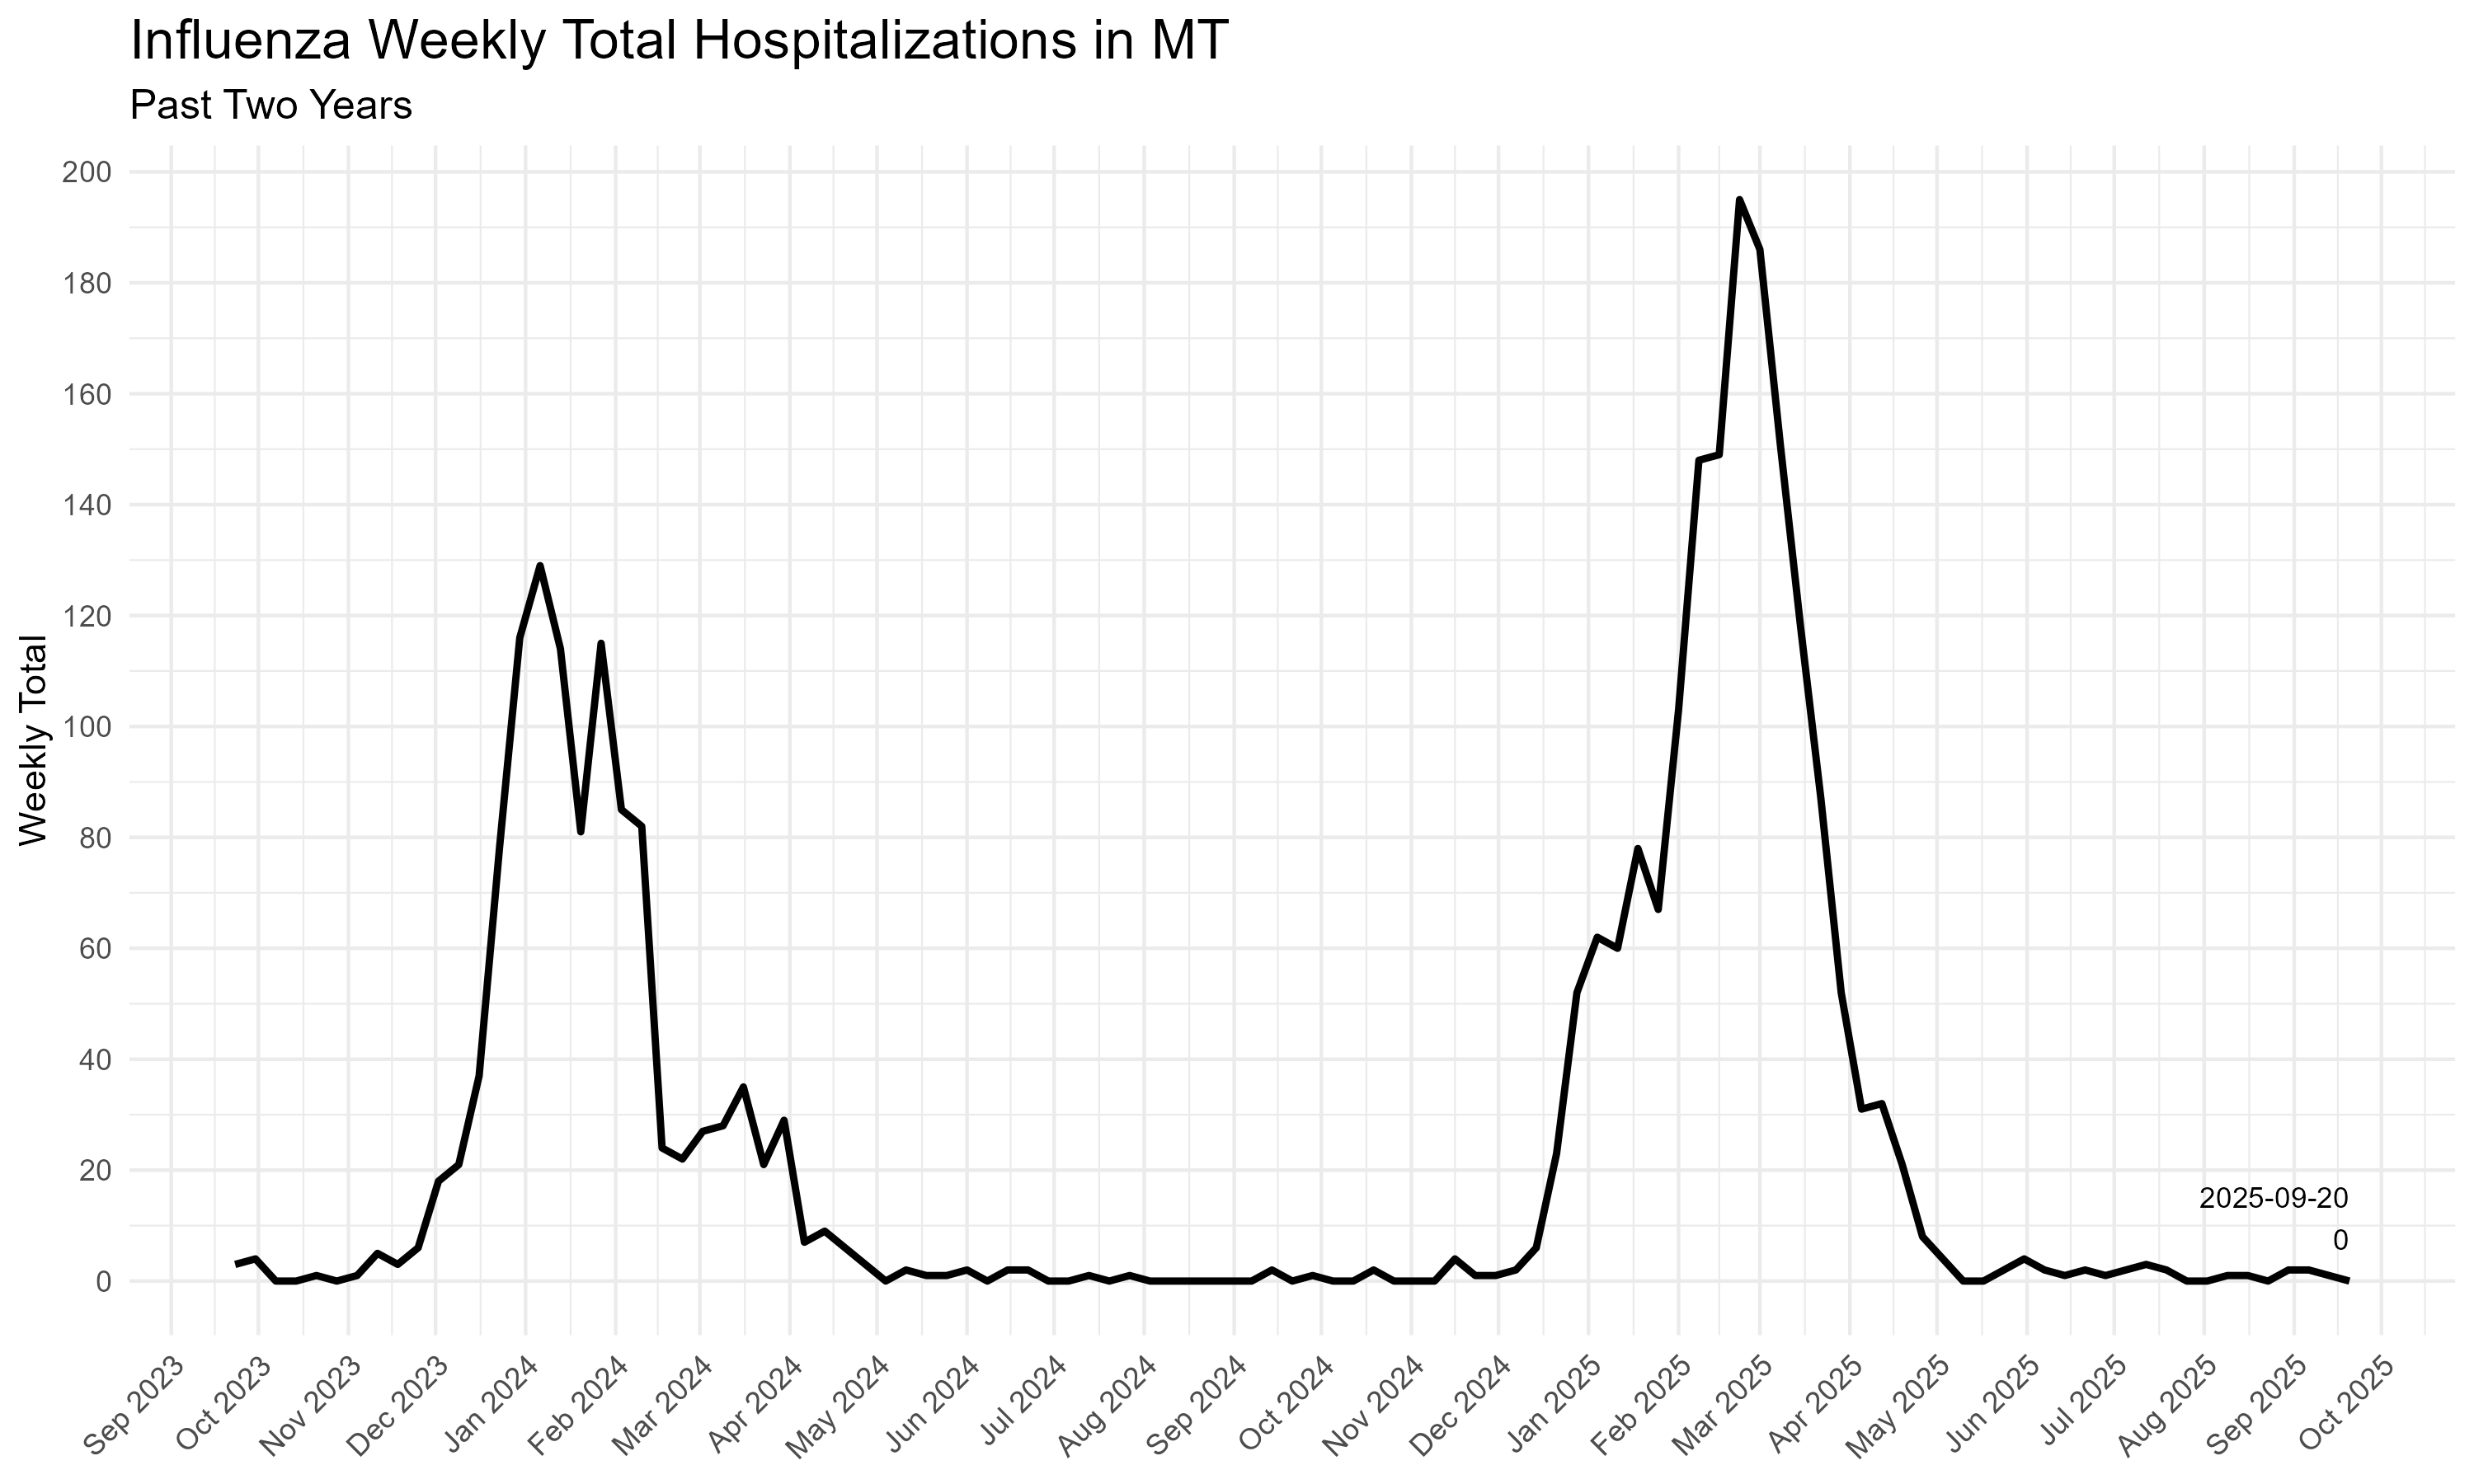 Influenza Weekly Total Hospitalizations in MT
Past Two Years
Weekly Total
200
180
160
140
120
100
80
60
40
20
0
2025-09-20
0
Sep 2023
Oct 2023
Nov 2023
Dec 2023
Jan 2024
Feb 2024
Mar 2024
Apr 2024
May 2024
Jun 2024
Jul 2024
Aug 2024
Sep 2024
Oct 2024
Nov 2024
Dec 2024
Jan 2025
Feb 2025
Mar 2025
Apr 2025
May 2025
Jun 2025
Jul 2025
Aug 2025
Sep 2025
Oct 2025